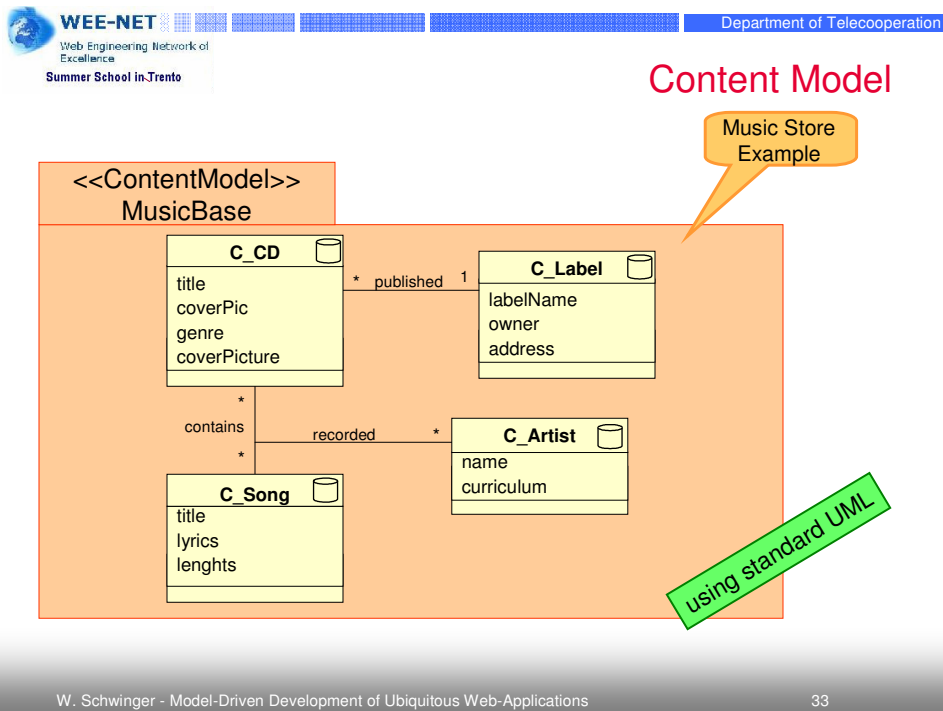 WEE-NET
Department of Telecooperation
Web Engineering Network of
Excellence
Summer School in Trento
Content Model
Music Store
Example
<<ContentModel>>
MusicBase
C_CD
title
coverPic
genre
coverPicture
* published 1
C_Label
labelName
owner
address
*
contains
*
recorded *
C_Artist
name
curriculum
C_Song
title
lyrics
lenghts
using standard UML
W. Schwinger - Model-Driven Development of Ubiquitous Web-Applications
33